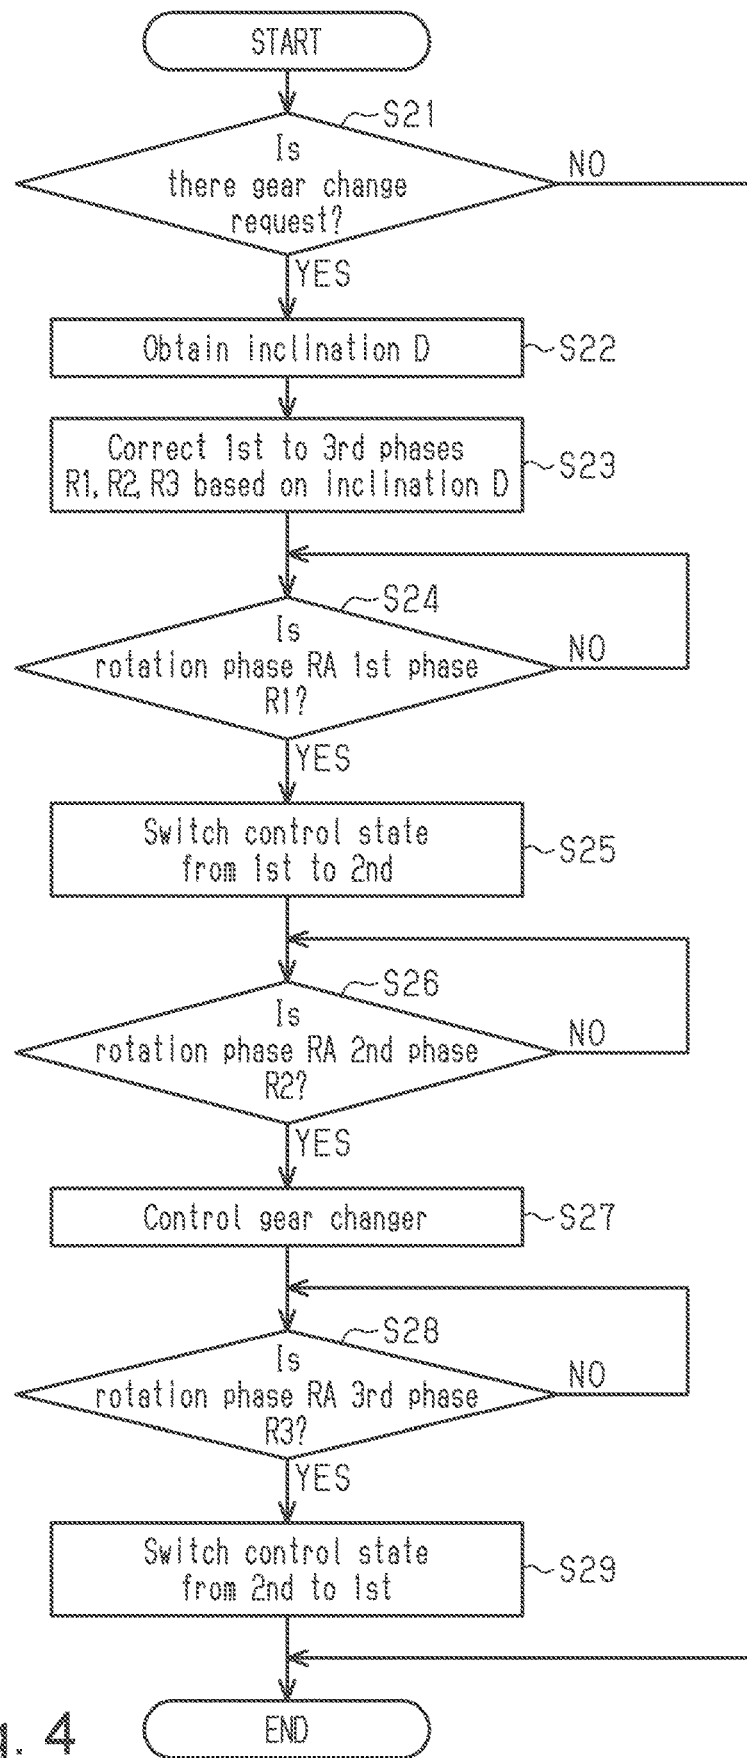 START
S21
Is
there gear change
request?
NO
YES
Obtain inclination D
S22
Correct 1st to 3rd phases
R1, R2, R3 based on inclination D
S23
S24
Is
rotation phase RA 1st phase
R1?
NO
YES
Switch control state
from 1st to 2nd
S25
S26
Is
rotation phase RA 2nd phase
R2?
NO
YES
Control gear changer
S27
S28
Is
rotation phase RA 3rd phase
R3?
NO
YES
Switch control state
from 2nd to 1st
S29
END
4